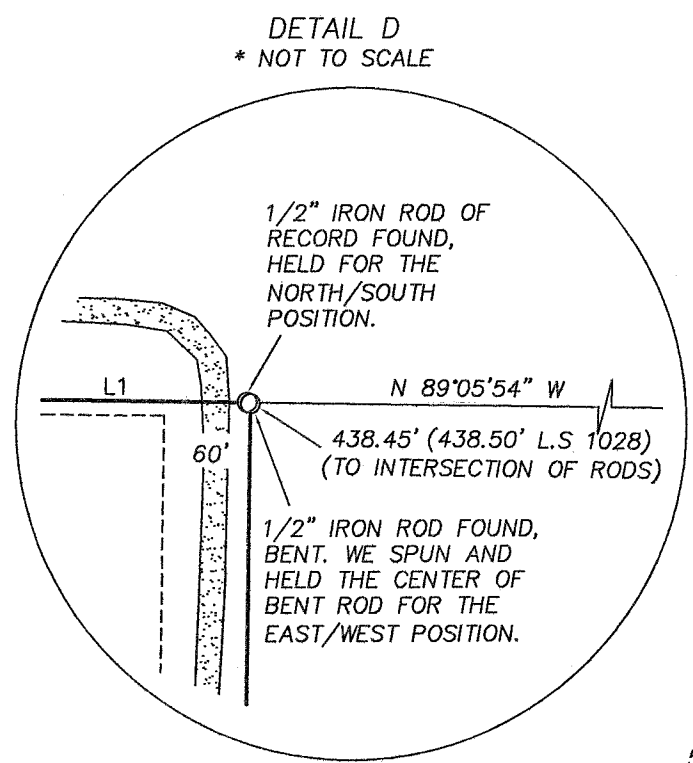 DETAIL D
* NOT TO SCALE
1/2" IRON ROD OF
RECORD FOUND,
HELD FOR THE
NORTH/SOUTH
POSITION.
L1
N 89°05'54" W
60'
438.45' (438.50' L.S 1028)
(TO INTERSECTION OF RODS)
1/2" IRON ROD FOUND,
BENT. WE SPUN AND
HELD THE CENTER OF
BENT ROD FOR THE
EAST/WEST POSITION.